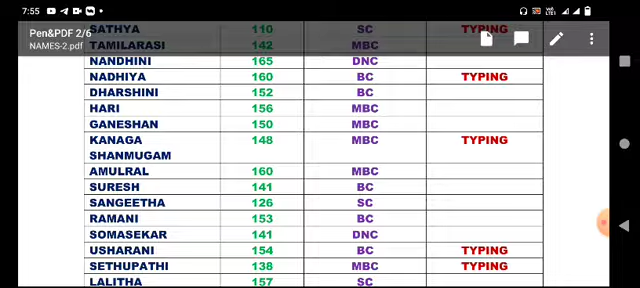 7:55
VoI)
LTE1
SATHYA 110 SC TYPING
Pen&PDF 2/6
NAMES-2.pdf
TAMILARASI 142 MBC
NANDHINI 165 DNC
NADHIYA 160 BC TYPING
DHARSHINI 152 BC
HARI 156 MBC
GANESHAN 150 MBC
KANAGA 148 MBC TYPING
SHANMUGAM
AMULRAL 160 MBC
SURESH 141 BC
SANGEETHA 126 SC
RAMANI 153 BC
SOMASEKAR 141 DNC
USHARANI 154 BC TYPING
SETHUPATHI 138 MBC TYPING
LALITHA 157 SC